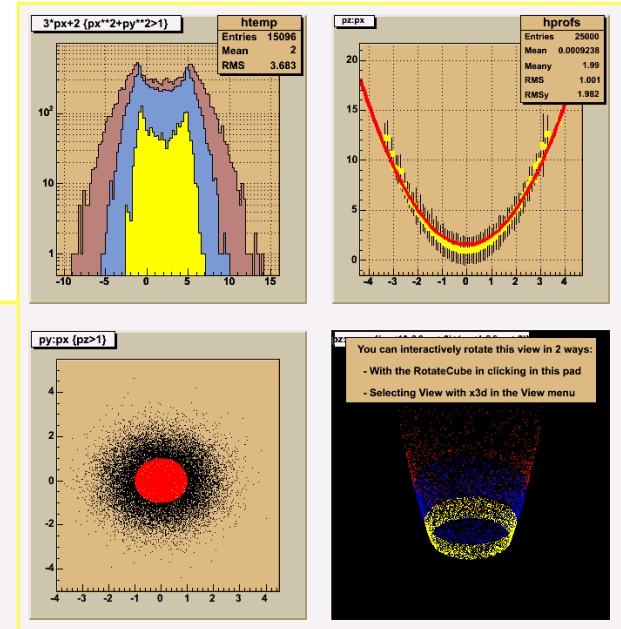 3*px+2 {px**2+py**2>1}
htemp
Entries 15096
Mean 2
RMS 3.683
10²
10
1
-10 -5 0 5 10 15
pz:px
hprofs
Entries 25000
Mean 0.0009238
Meany 1.99
RMS 1.001
RMSy 1.982
20
15
10
5
0
-4 -3 -2 -1 0 1 2 3 4
py:px {pz>1}
4
2
0
-2
-4
-4 -3 -2 -1 0 1 2 3 4
pz:
You can interactively rotate this view in 2 ways:
- With the RotateCube in clicking in this pad
- Selecting View with x3d in the View menu